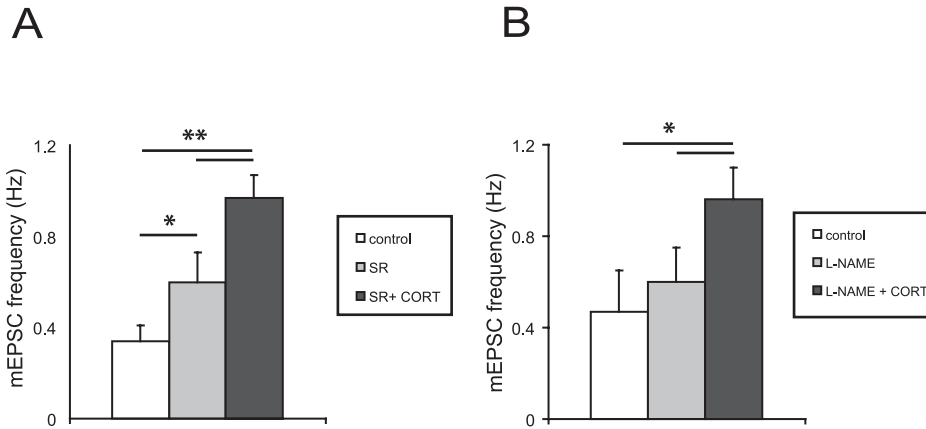 A
mEPSC frequency (Hz)
1.2
0.8
0.4
0
**
*
control
SR
SR+ CORT
B
mEPSC frequency (Hz)
1.2
0.8
0.4
0
*
control
L-NAME
L-NAME + CORT